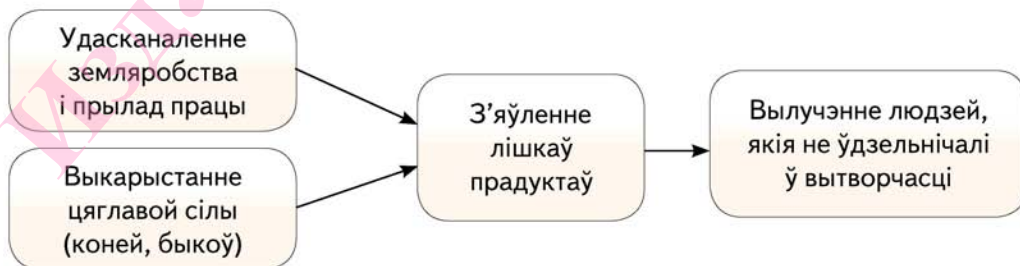 Удасканаленне
земляробства
і прылад працы
Выкарыстанне
цяглавой сілы
(коней, быкоў)
З’яўленне
лішкаў
прадуктаў
Вылучэнне людзей,
якія не ўдзельнічалі
ў вытворчасці